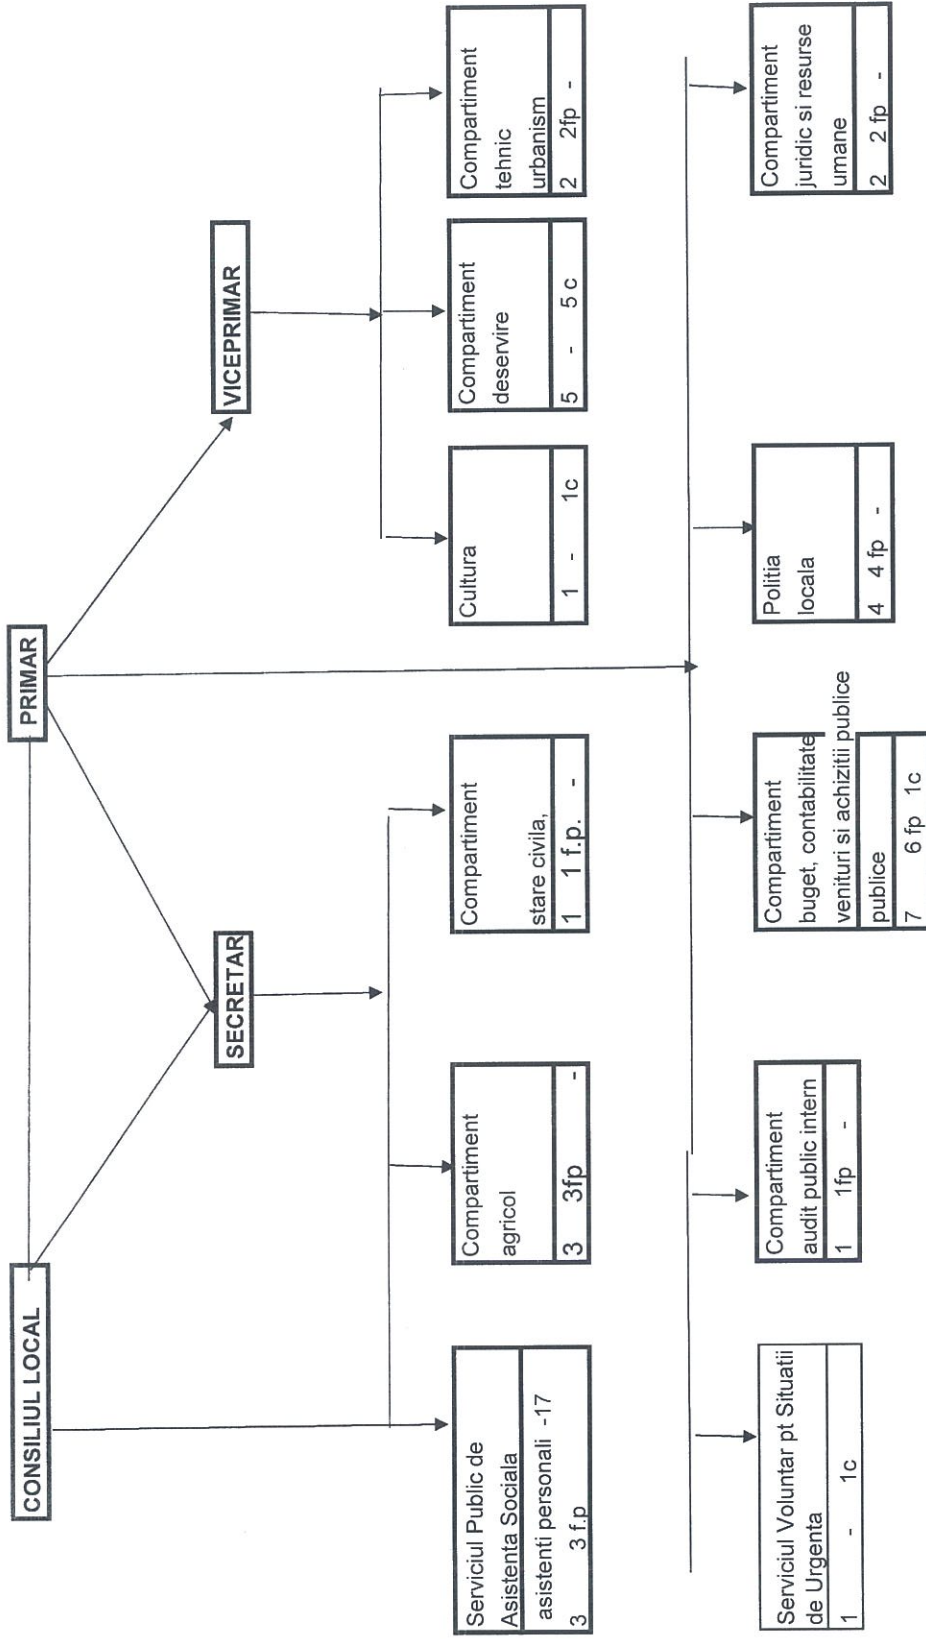 PRIMAR
CONSILIUL LOCAL
VICEPRIMAR
SECRETAR
Serviciul Public de
Asistenta Sociala
asistenti personali -17
3 3 f.p
Compartiment
agricol
3 3fp -
Compartiment
stare civila,
1 1 f.p. -
Cultura
1 - 1c
Compartiment
deservire
5 - 5 c
Compartiment
tehnic
urbanism
2 2fp -
Serviciul Voluntar pt Situatii
de Urgenta
1 - 1c
Compartiment
audit public intern
1 1fp -
Compartiment
buget, contabilitate
venituri si achizitii publice
publice
7 6 fp 1c
Politia
locala
4 4 fp -
Compartiment
juridic si resurse
umane
2 2 fp -